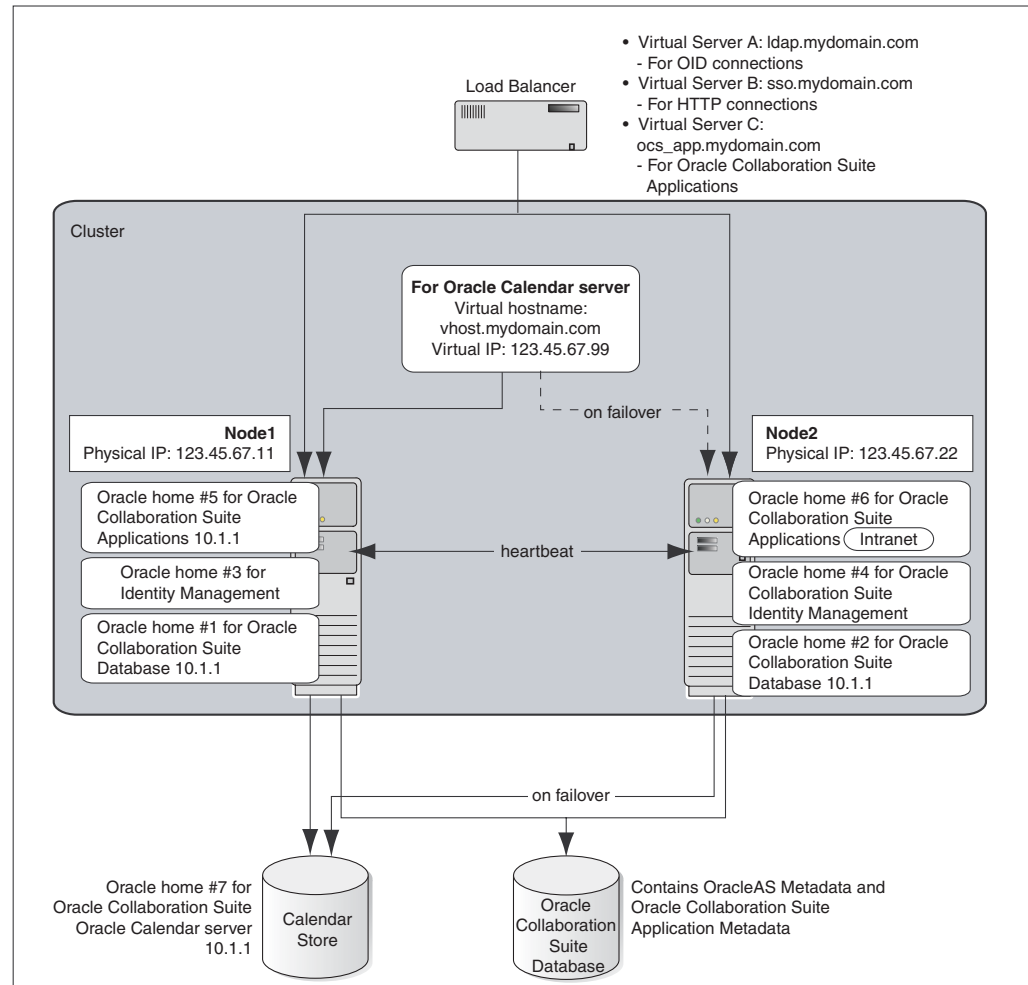 • Virtual Server A: ldap.mydomain.com
- For OID connections
• Virtual Server B: sso.mydomain.com
- For HTTP connections
• Virtual Server C:
ocs_app.mydomain.com
- For Oracle Collaboration Suite
Applications
Load Balancer
Cluster
For Oracle Calendar server
Virtual hostname:
vhost.mydomain.com
Virtual IP: 123.45.67.99
on failover
Node1
Physical IP: 123.45.67.11
Node2
Physical IP: 123.45.67.22
Oracle home #5 for Oracle
Collaboration Suite
Applications 10.1.1
Oracle home #3 for
Identity Management
Oracle home #1 for Oracle
Collaboration Suite
Database 10.1.1
heartbeat
Oracle home #6 for Oracle
Collaboration Suite
Applications Intranet
Oracle home #4 for Oracle
Collaboration Suite
Identity Management
Oracle home #2 for Oracle
Collaboration Suite
Database 10.1.1
on failover
Oracle home #7 for
Oracle Collaboration Suite
Oracle Calendar server
10.1.1
Calendar
Store
Oracle
Collaboration
Suite
Database
Contains OracleAS Metadata and
Oracle Collaboration Suite
Application Metadata